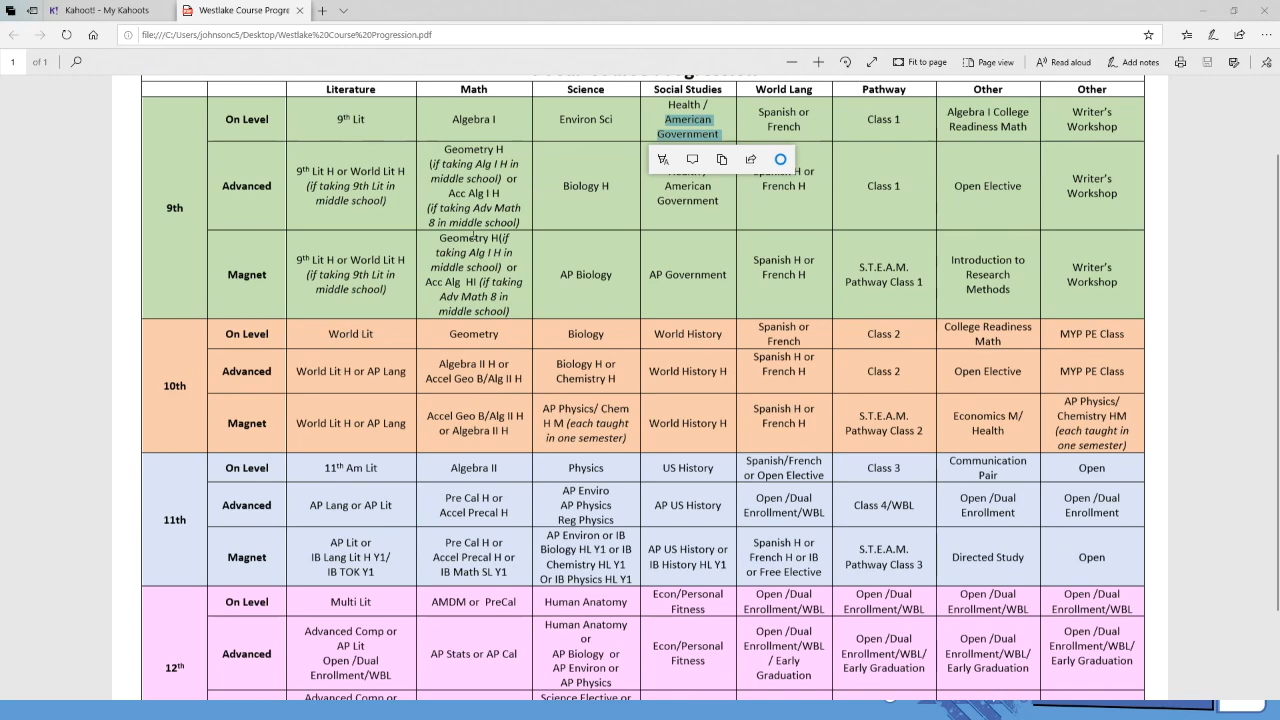 Kahoot! - My Kahoots
Westlake Course Progre
file:///C:/Users/johnsonc5/Desktop/Westlake%20Course%20Progression.pdf
1 of 1
Fit to page
Page view
Read aloud
Add notes
Literature Math Science Social Studies World Lang Pathway Other Other
9th
On Level
9th Lit
Algebra I
Environ Sci
Health /
American
Government
Spanish or
French
Class 1
Algebra I College
Readiness Math
Writer's
Workshop
Advanced
9th Lit H or World Lit H
(if taking 9th Lit in
middle school)
Geometry H
(if taking Alg I H in
middle school) or
Acc Alg I H
(if taking Adv Math
8 in middle school)
Biology H
American
Government
French H
Class 1
Open Elective
Writer's
Workshop
Magnet
9th Lit H or World Lit H
(if taking 9th Lit in
middle school)
Geometry H(if
taking Alg I H in
middle school) or
Acc Alg HI (if taking
Adv Math 8 in
middle school)
AP Biology
AP Government
Spanish H or
French H
S.T.E.A.M.
Pathway Class 1
Introduction to
Research
Methods
Writer's
Workshop
10th
On Level
World Lit
Geometry
Biology
World History
Spanish or
French
Class 2
College Readiness
Math
MYP PE Class
Advanced
World Lit H or AP Lang
Algebra II H or
Accel Geo B/Alg II H
Biology H or
Chemistry H
World History H
Spanish H or
French H
Class 2
Open Elective
MYP PE Class
Magnet
World Lit H or AP Lang
Accel Geo B/Alg II H
or Algebra II H
AP Physics/ Chem
H M (each taught
in one semester)
World History H
Spanish H or
French H
S.T.E.A.M.
Pathway Class 2
Economics M/
Health
AP Physics/
Chemistry HM
(each taught in
one semester)
11th
On Level
11th Am Lit
Algebra II
Physics
US History
Spanish/French
or Open Elective
Class 3
Communication
Pair
Open
Advanced
AP Lang or AP Lit
Pre Cal H or
Accel Precal H
AP Enviro
AP Physics
Reg Physics
AP US History
Open /Dual
Enrollment/WBL
Class 4/WBL
Open /Dual
Enrollment
Open /Dual
Enrollment
Magnet
AP Lit or
IB Lang Lit H Y1/
IB TOK Y1
Pre Cal H or
Accel Precal H or
IB Math SL Y1
AP Environ or IB
Biology HL Y1 or IB
Chemistry HL Y1
Or IB Physics HL Y1
AP US History or
IB History HL Y1
Spanish H or
French H or IB
or Free Elective
S.T.E.A.M.
Pathway Class 3
Directed Study
Open
12th
On Level
Multi Lit
AMDM or PreCal
Human Anatomy
Econ/Personal
Fitness
Open /Dual
Enrollment/WBL
Open /Dual
Enrollment/WBL
Open /Dual
Enrollment/WBL
Open /Dual
Enrollment/WBL
Advanced
Advanced Comp or
AP Lit
Open /Dual
Enrollment/WBL
AP Stats or AP Cal
Human Anatomy
or
AP Biology or
AP Environ or
AP Physics
Econ/Personal
Fitness
Open /Dual
Enrollment/WBL
/ Early
Graduation
Open /Dual
Enrollment/WBL/
Early Graduation
Open /Dual
Enrollment/WBL/
Early Graduation
Open /Dual
Enrollment/WBL/
Early Graduation
Advanced Comp or
Science Elective or